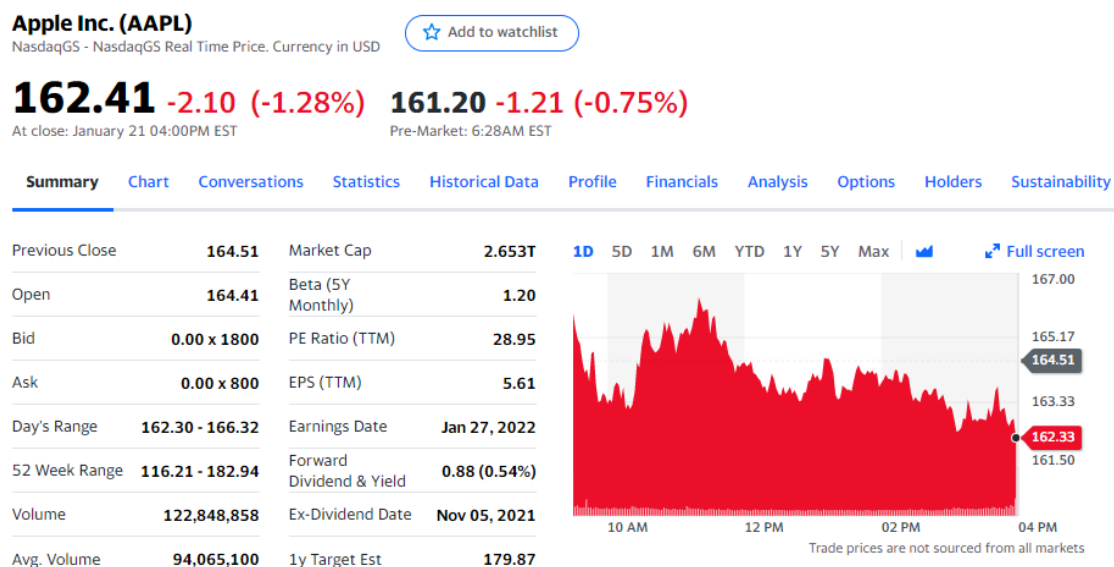 Apple Inc. (AAPL)
NasdaqGS - NasdaqGS Real Time Price. Currency in USD
Add to watchlist
162.41 -2.10 (-1.28%) 161.20 -1.21 (-0.75%)
At close: January 21 04:00PM EST Pre-Market: 6:28AM EST
Summary Chart Conversations Statistics Historical Data Profile Financials Analysis Options Holders Sustainability
Previous Close 164.51
Open 164.41
Bid 0.00 x 1800
Ask 0.00 x 800
Day's Range 162.30 - 166.32
52 Week Range 116.21 - 182.94
Volume 122,848,858
Avg. Volume 94,065,100
Market Cap 2.653T
Beta (5Y
Monthly) 1.20
PE Ratio (TTM) 28.95
EPS (TTM) 5.61
Earnings Date Jan 27, 2022
Forward
Dividend & Yield 0.88 (0.54%)
Ex-Dividend Date Nov 05, 2021
1y Target Est 179.87
1D 5D 1M 6M YTD 1Y 5Y Max Full screen
167.00
165.17
164.51
163.33
162.33
161.50
10 AM 12 PM 02 PM 04 PM
Trade prices are not sourced from all markets